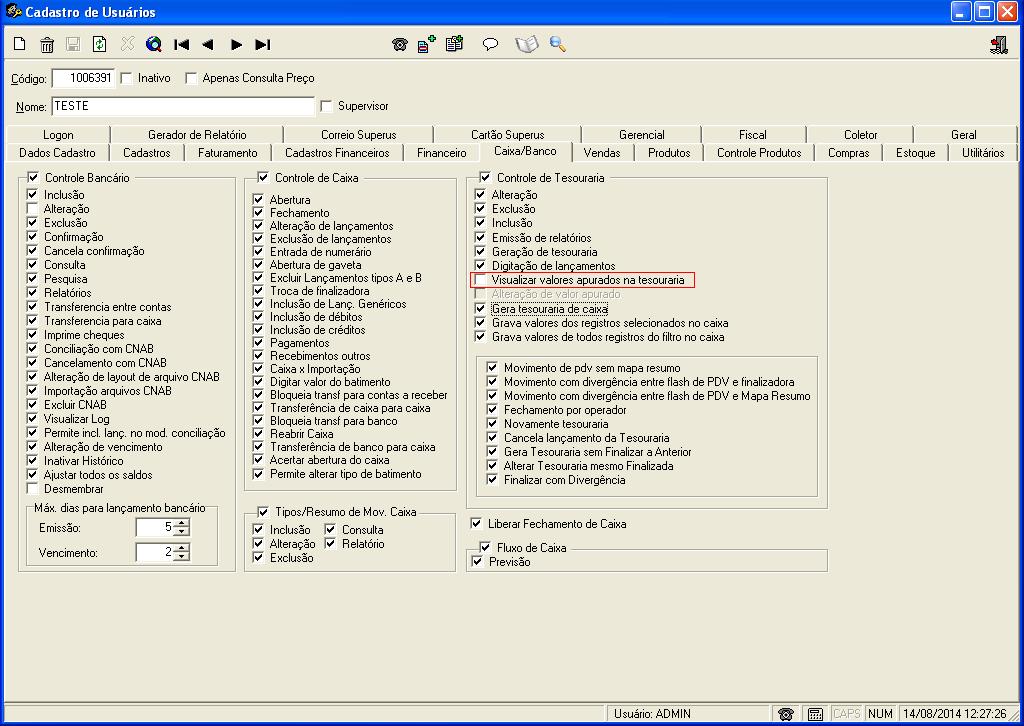 Cadastro de Usuários
Código: 1006391 Inativo Apenas Consulta Preço
Nome: TESTE Supervisor
Logon Gerador de Relatório Correio Superus Cartão Superus Gerencial Fiscal Coletor Geral
Dados Cadastro Cadastros Faturamento Cadastros Financeiros Financeiro Caixa/Banco Vendas Produtos Controle Produtos Compras Estoque Utilitários
Controle Bancário
Inclusão
Alteração
Exclusão
Confirmação
Cancela confirmação
Consulta
Pesquisa
Relatórios
Transferencia entre contas
Transferencia para caixa
Imprime cheques
Conciliação com CNAB
Cancelamento com CNAB
Alteração de layout de arquivo CNAB
Importação arquivos CNAB
Excluir CNAB
Visualizar Log
Permite incl. lanç. no mod. conciliação
Alteração de vencimento
Inativar Histórico
Ajustar todos os saldos
Desmembrar
Máx. dias para lançamento bancário
Emissão: 5
Vencimento: 2
Controle de Caixa
Abertura
Fechamento
Alteração de lançamentos
Exclusão de lançamentos
Entrada de numerário
Abertura de gaveta
Excluir Lançamentos tipos A e B
Troca de finalizadora
Inclusão de Lanç. Genéricos
Inclusão de débitos
Inclusão de créditos
Pagamentos
Recebimentos outros
Caixa x Importação
Digitar valor do batimento
Bloqueia transf para contas a receber
Transferência de caixa para caixa
Bloqueia transf para banco
Reabrir Caixa
Transferência de banco para caixa
Acertar abertura do caixa
Permite alterar tipo de batimento
Tipos/Resumo de Mov. Caixa
Inclusão Consulta
Alteração Relatório
Exclusão
Controle de Tesouraria
Alteração
Exclusão
Inclusão
Emissão de relatórios
Geração de tesouraria
Digitação de lançamentos
Visualizar valores apurados na tesouraria
Alteração de valor apurado
Gera tesouraria de caixa
Grava valores dos registros selecionados no caixa
Grava valores de todos registros do filtro no caixa
Movimento de pdv sem mapa resumo
Movimento com divergência entre flash de PDV e finalizadora
Movimento com divergência entre flash de PDV e Mapa Resumo
Fechamento por operador
Novamente tesouraria
Cancela lançamento da Tesouraria
Gera Tesouraria sem Finalizar a Anterior
Alterar Tesouraria mesmo Finalizada
Finalizar com Divergência
Liberar Fechamento de Caixa
Fluxo de Caixa
Previsão
Usuário: ADMIN CAPS NUM 14/08/2014 12:27:26